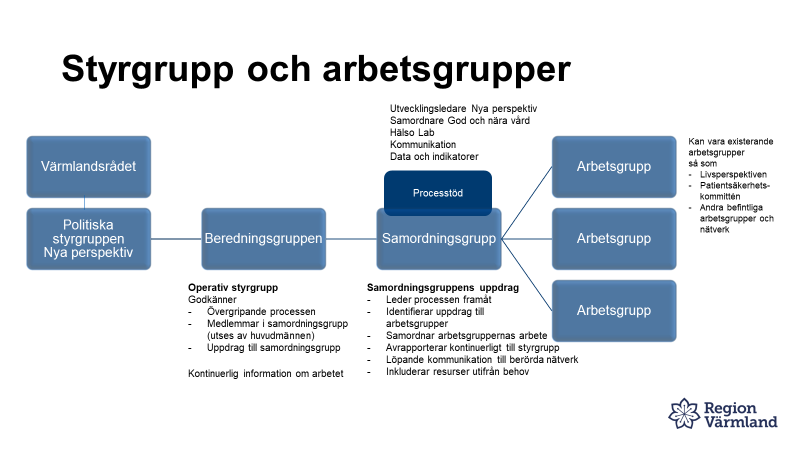 Styrgrupp och arbetsgrupper
Utvecklingsledare Nya perspektiv
Samordnare God och nära vård
Hälso Lab
Kommunikation
Data och indikatorer
Värmlandsrådet
Processtöd
Arbetsgrupp
Kan vara existerande
arbetsgrupper
så som
- Livsperspektiven
- Patientsäkerhets-
kommittén
- Andra befintliga
arbetsgrupper och
nätverk
Politiska
styrgruppen
Nya perspektiv
Beredningsgruppen
Samordningsgrupp
Arbetsgrupp
Arbetsgrupp
Operativ styrgrupp
Godkänner
- Övergripande processen
- Medlemmar i samordningsgrupp
(utses av huvudmännen)
- Uppdrag till samordningsgrupp
Kontinuerlig information om arbetet
Samordningsgruppens uppdrag
- Leder processen framåt
- Identifierar uppdrag till
arbetsgrupper
- Samordnar arbetsgruppernas arbete
- Avrapporterar kontinuerligt till styrgrupp
- Löpande kommunikation till berörda nätverk
- Inkluderar resurser utifrån behov
Region
Värmland